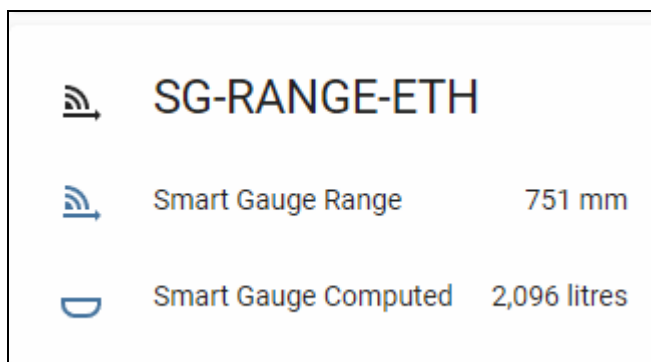 SG-RANGE-ETH
Smart Gauge Range 751 mm
Smart Gauge Computed 2,096 litres